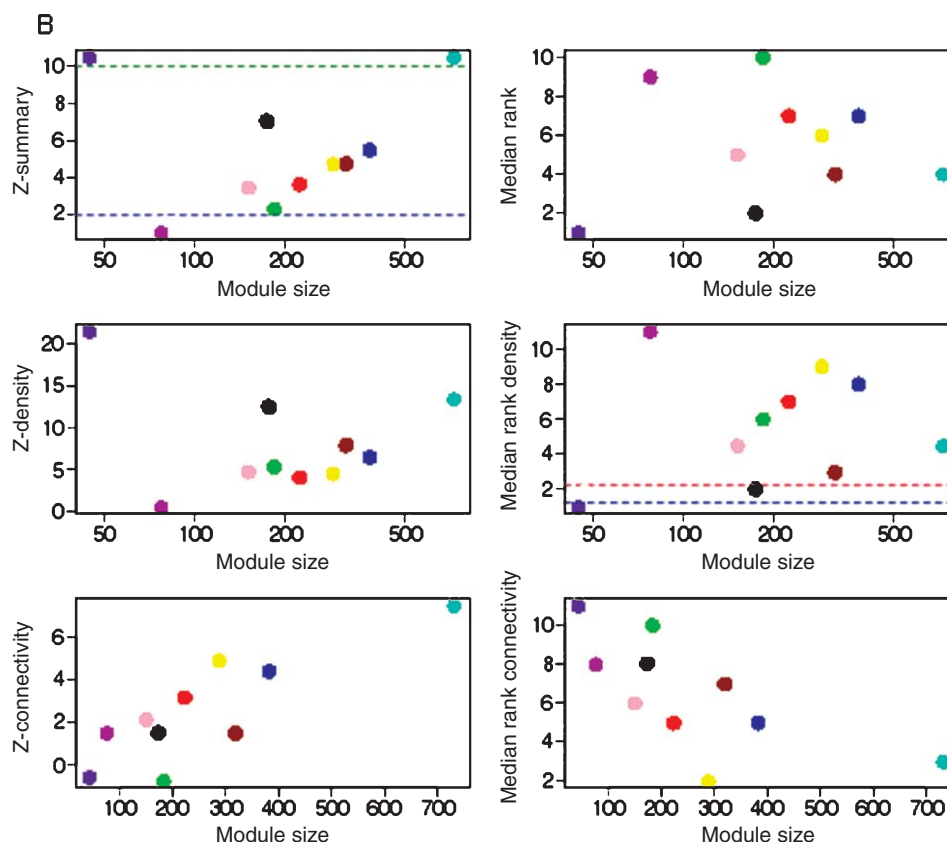 B
Z-summary
10
8
6
4
2
50 100 200 500
Module size
Median rank
10
8
6
4
2
50 100 200 500
Module size
Z-density
20
15
10
5
0
50 100 200 500
Module size
Median rank density
10
8
6
4
2
50 100 200 500
Module size
Z-connectivity
6
4
2
0
100 200 300 400 500 600 700
Module size
Median rank connectivity
10
8
6
4
2
100 200 300 400 500 600 700
Module size